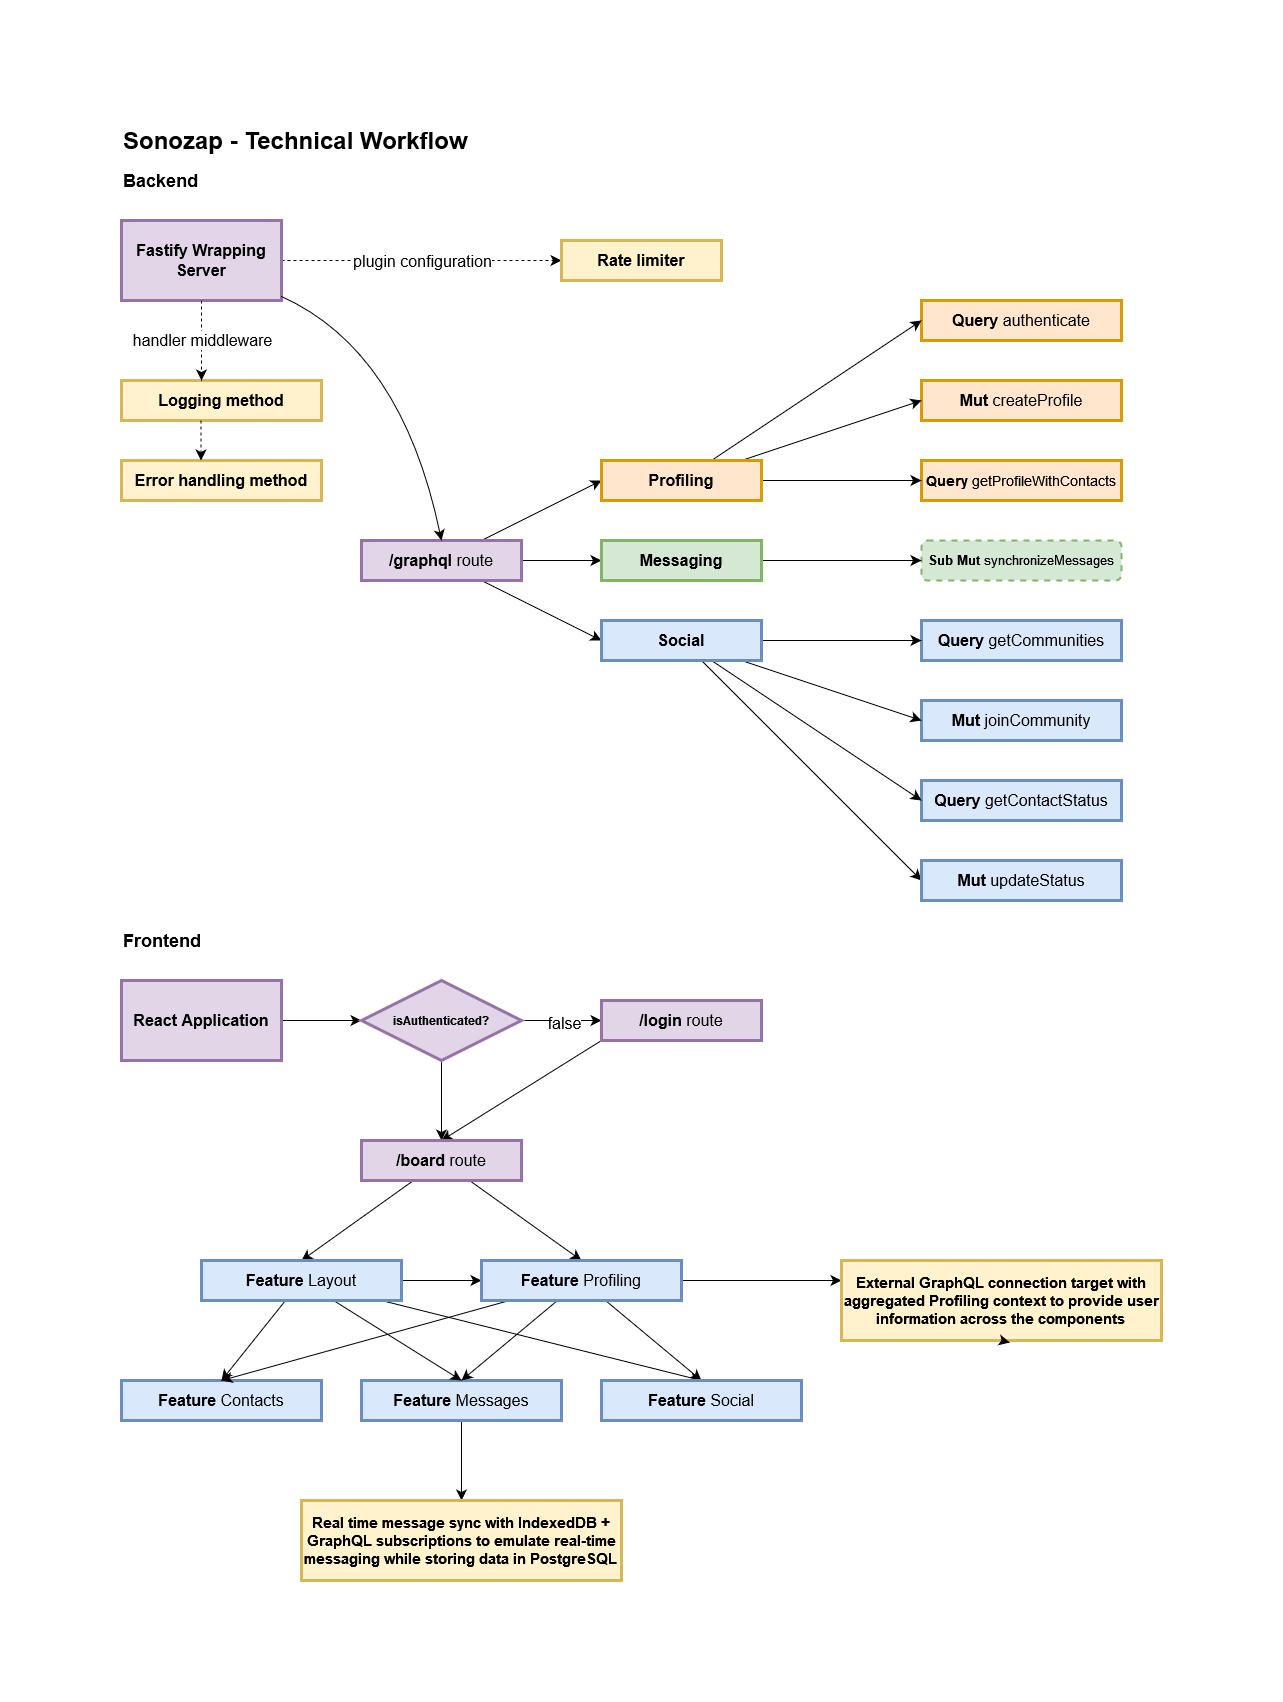 Sonozap - Technical Workflow
Backend
Fastify Wrapping
Server
plugin configuration
Rate limiter
handler middleware
Logging method
Error handling method
/graphql route
Profiling
Messaging
Social
Query authenticate
Mut createProfile
Query getProfileWithContacts
Sub Mut synchronizeMessages
Query getCommunities
Mut joinCommunity
Query getContactStatus
Mut updateStatus
Frontend
React Application
isAuthenticated?
false
/login route
/board route
Feature Layout
Feature Profiling
External GraphQL connection target with
aggregated Profiling context to provide user
information across the components
Feature Contacts
Feature Messages
Feature Social
Real time message sync with IndexedDB +
GraphQL subscriptions to emulate real-time
messaging while storing data in PostgreSQL